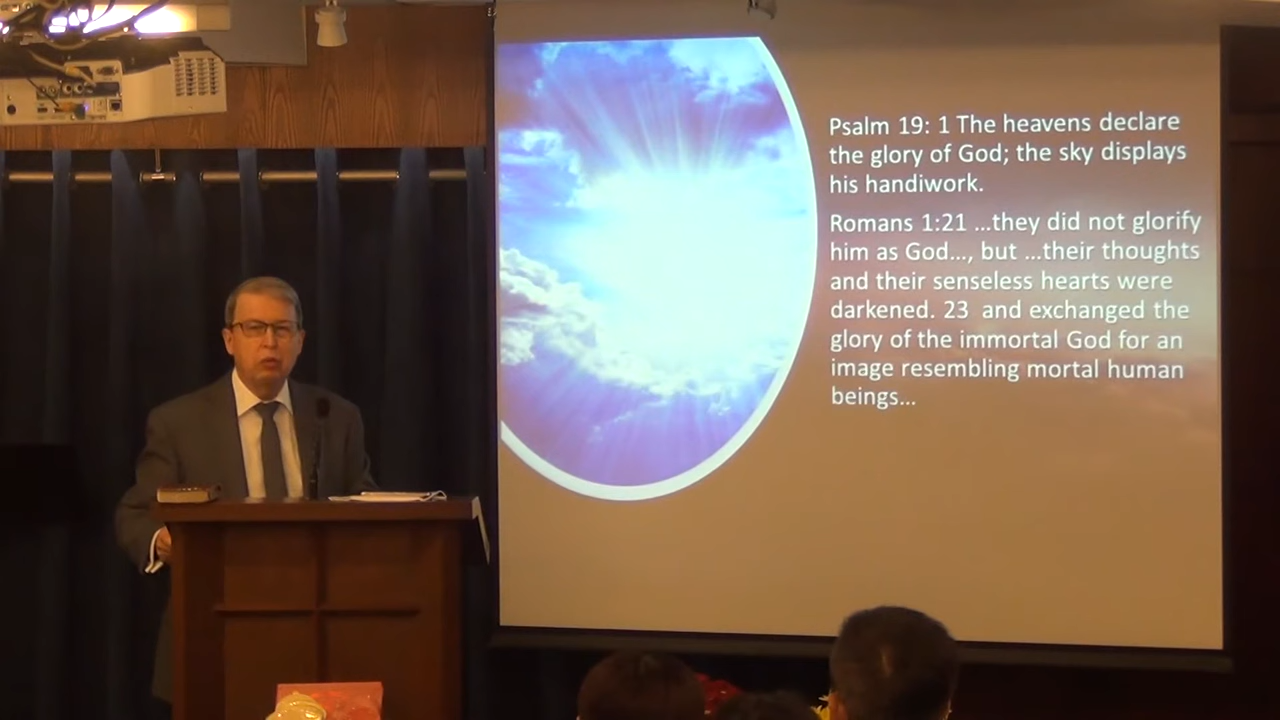 Psalm 19: 1 The heavens declare
the glory of God; the sky displays
his handiwork.
Romans 1:21 ...they did not glorify
him as God..., but ...their thoughts
and their senseless hearts were
darkened. 23 and exchanged the
glory of the immortal God for an
image resembling mortal human
beings...